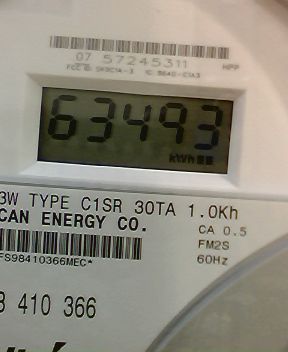 07 57245311 HPP
63493
kWh
3W TYPE C1SR 30TA 1.0Kh
CAN ENERGY CO.
CA 0.5
FM2S
60Hz
FS98410366MEC*
3 410 366